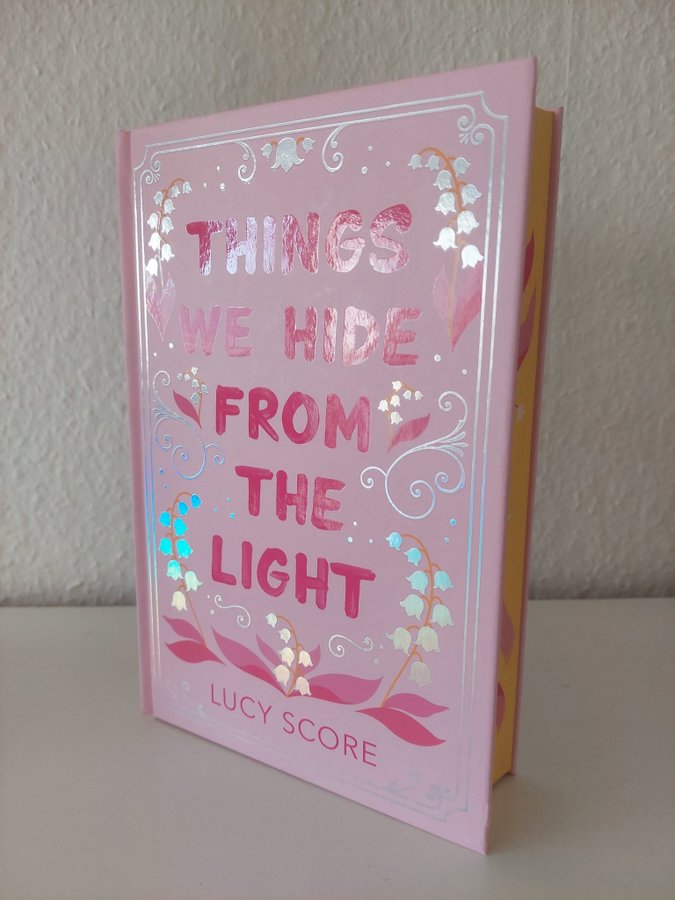 THINGS
WE HIDE
FROM
THE
LIGHT
LUCY SCORE